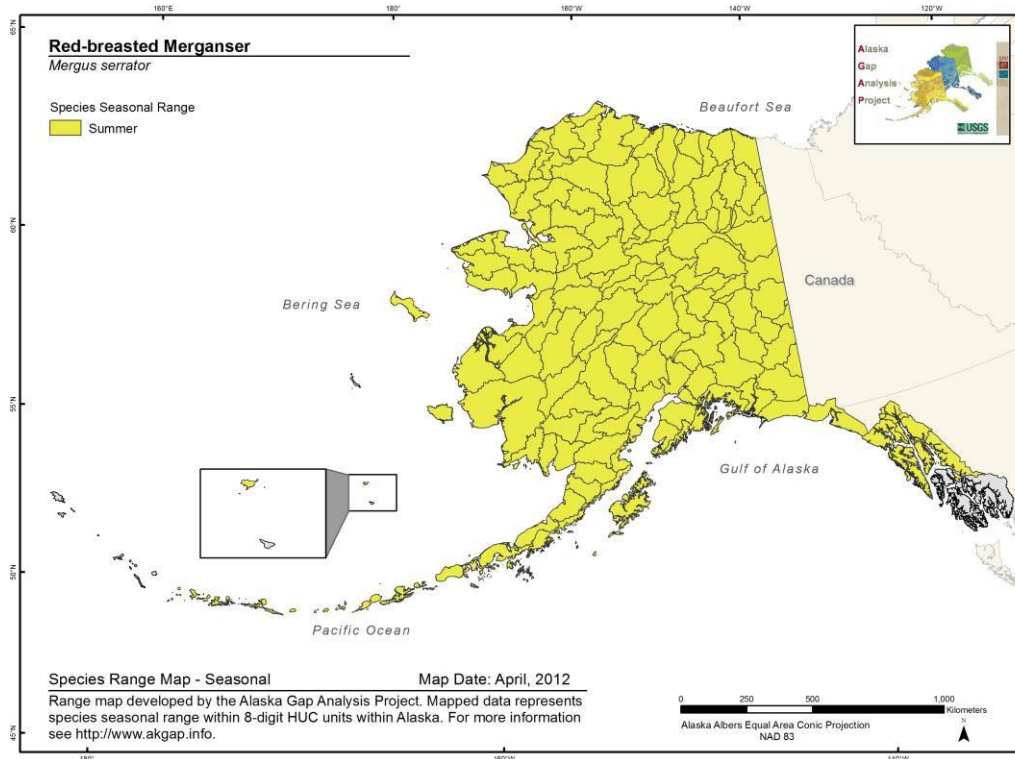 160°E
180°
160°W
140°W
120°W
65°N
60°N
55°N
50°N
45°N
Red-breasted Merganser
Mergus serrator
Species Seasonal Range
Summer
Alaska
Gap
Analysis
Project
USGS
Beaufort Sea
Canada
Bering Sea
Gulf of Alaska
Pacific Ocean
Species Range Map - Seasonal
Map Date: April, 2012
Range map developed by the Alaska Gap Analysis Project. Mapped data represents
species seasonal range within 8-digit HUC units within Alaska. For more information
see http://www.akgap.info.
0 250 500 1,000
Kilometers
Alaska Albers Equal Area Conic Projection
NAD 83
N
180°
160°W
140°W